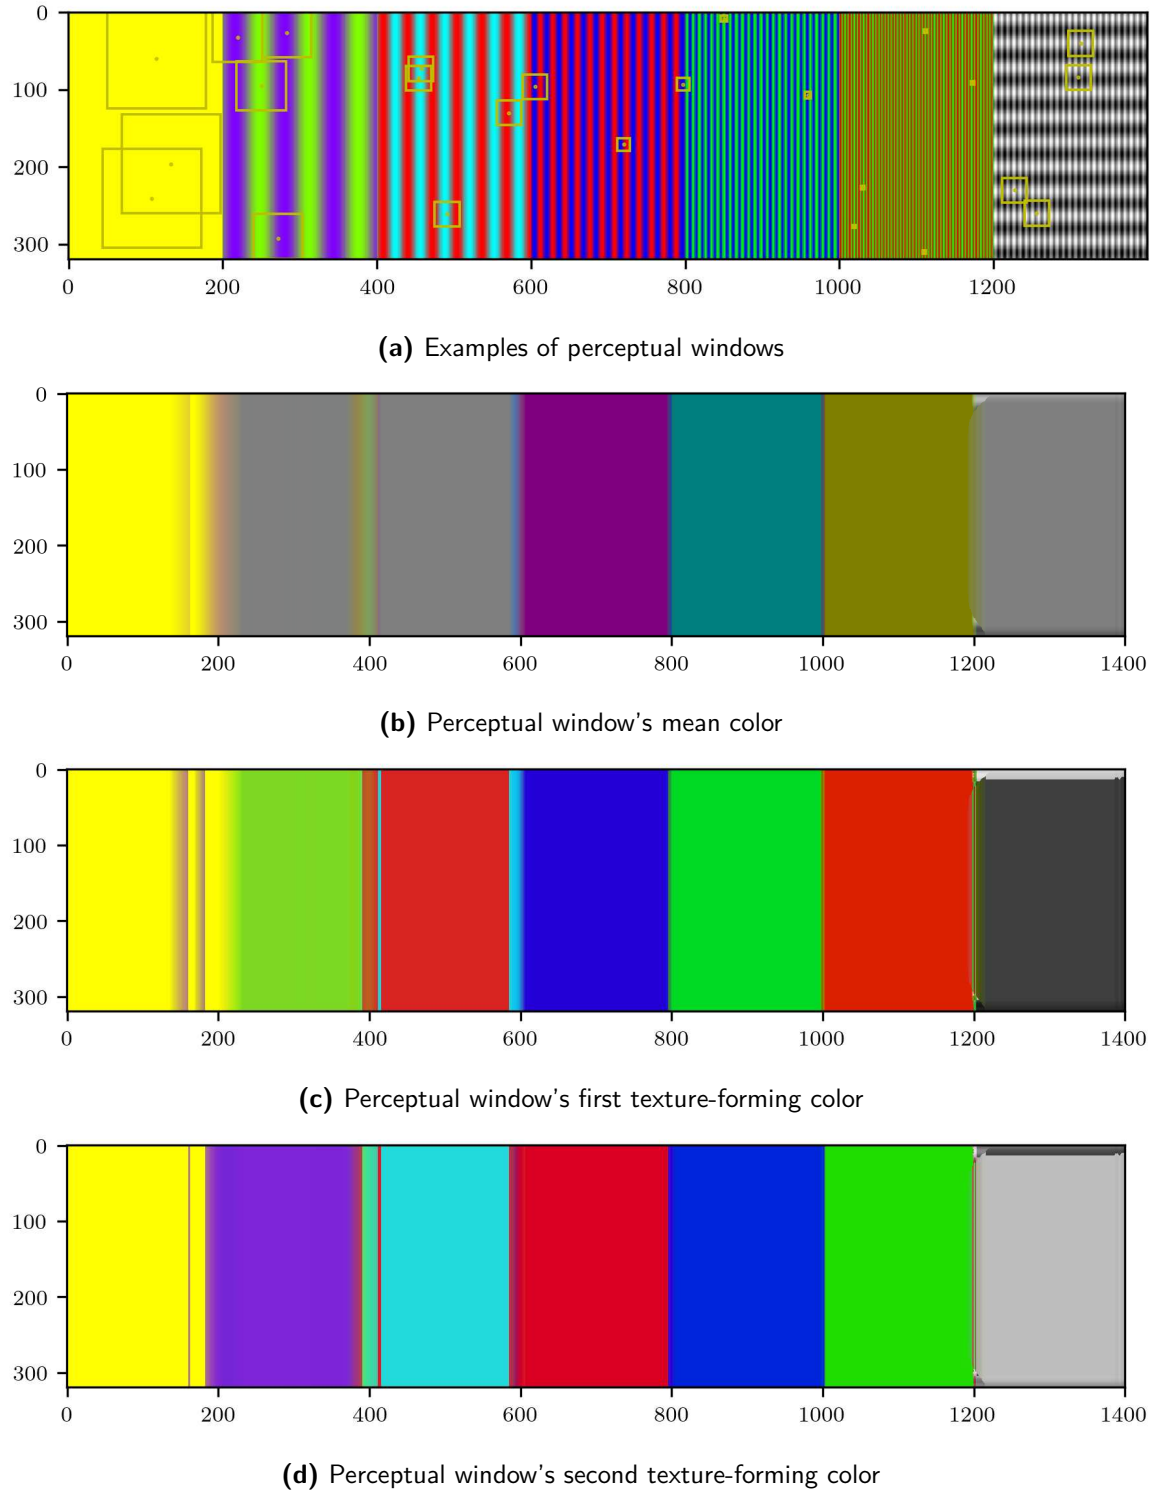 0
100
200
300
0 200 400 600 800 1000 1200
(a) Examples of perceptual windows
0
100
200
300
0 200 400 600 800 1000 1200 1400
(b) Perceptual window's mean color
0
100
200
300
0 200 400 600 800 1000 1200 1400
(c) Perceptual window's first texture-forming color
0
100
200
300
0 200 400 600 800 1000 1200 1400
(d) Perceptual window's second texture-forming color